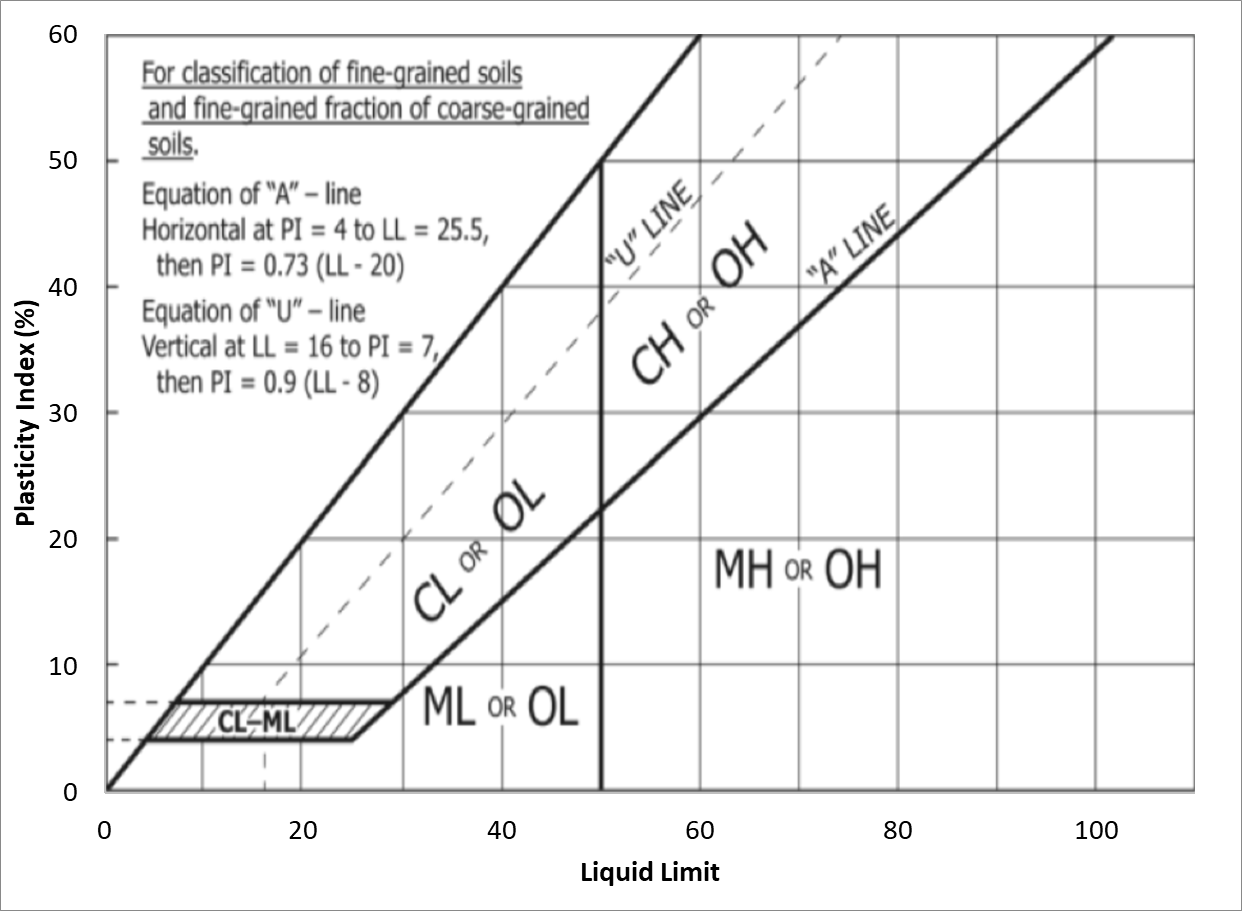 60
50
40
30
20
10
0
Plasticity Index (%)
For classification of fine-grained soils
and fine-grained fraction of coarse-grained
soils.
Equation of "A" – line
Horizontal at PI = 4 to LL = 25.5,
then PI = 0.73 (LL - 20)
Equation of "U" – line
Vertical at LL = 16 to PI = 7,
then PI = 0.9 (LL - 8)
"U" LINE
"A" LINE
CH OR OH
CL OR OL
MH OR OH
ML OR OL
CL–ML
0 20 40 60 80 100
Liquid Limit